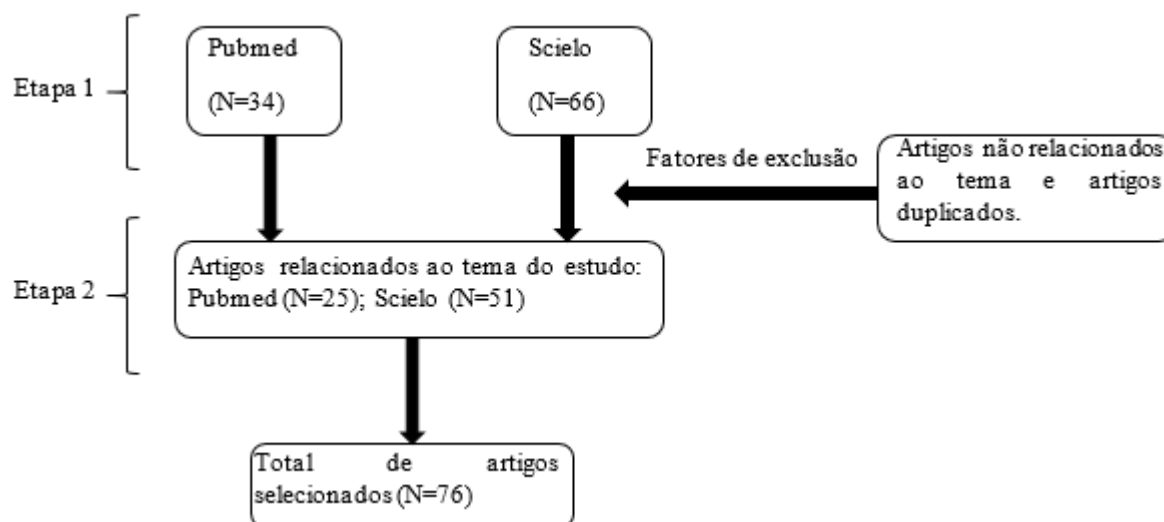 Etapa 1
Pubmed
(N=34)
Scielo
(N=66)
Fatores de exclusão
Artigos não relacionados
ao tema e artigos
duplicados.
Etapa 2
Artigos relacionados ao tema do estudo:
Pubmed (N=25); Scielo (N=51)
Total de artigos
selecionados (N=76)